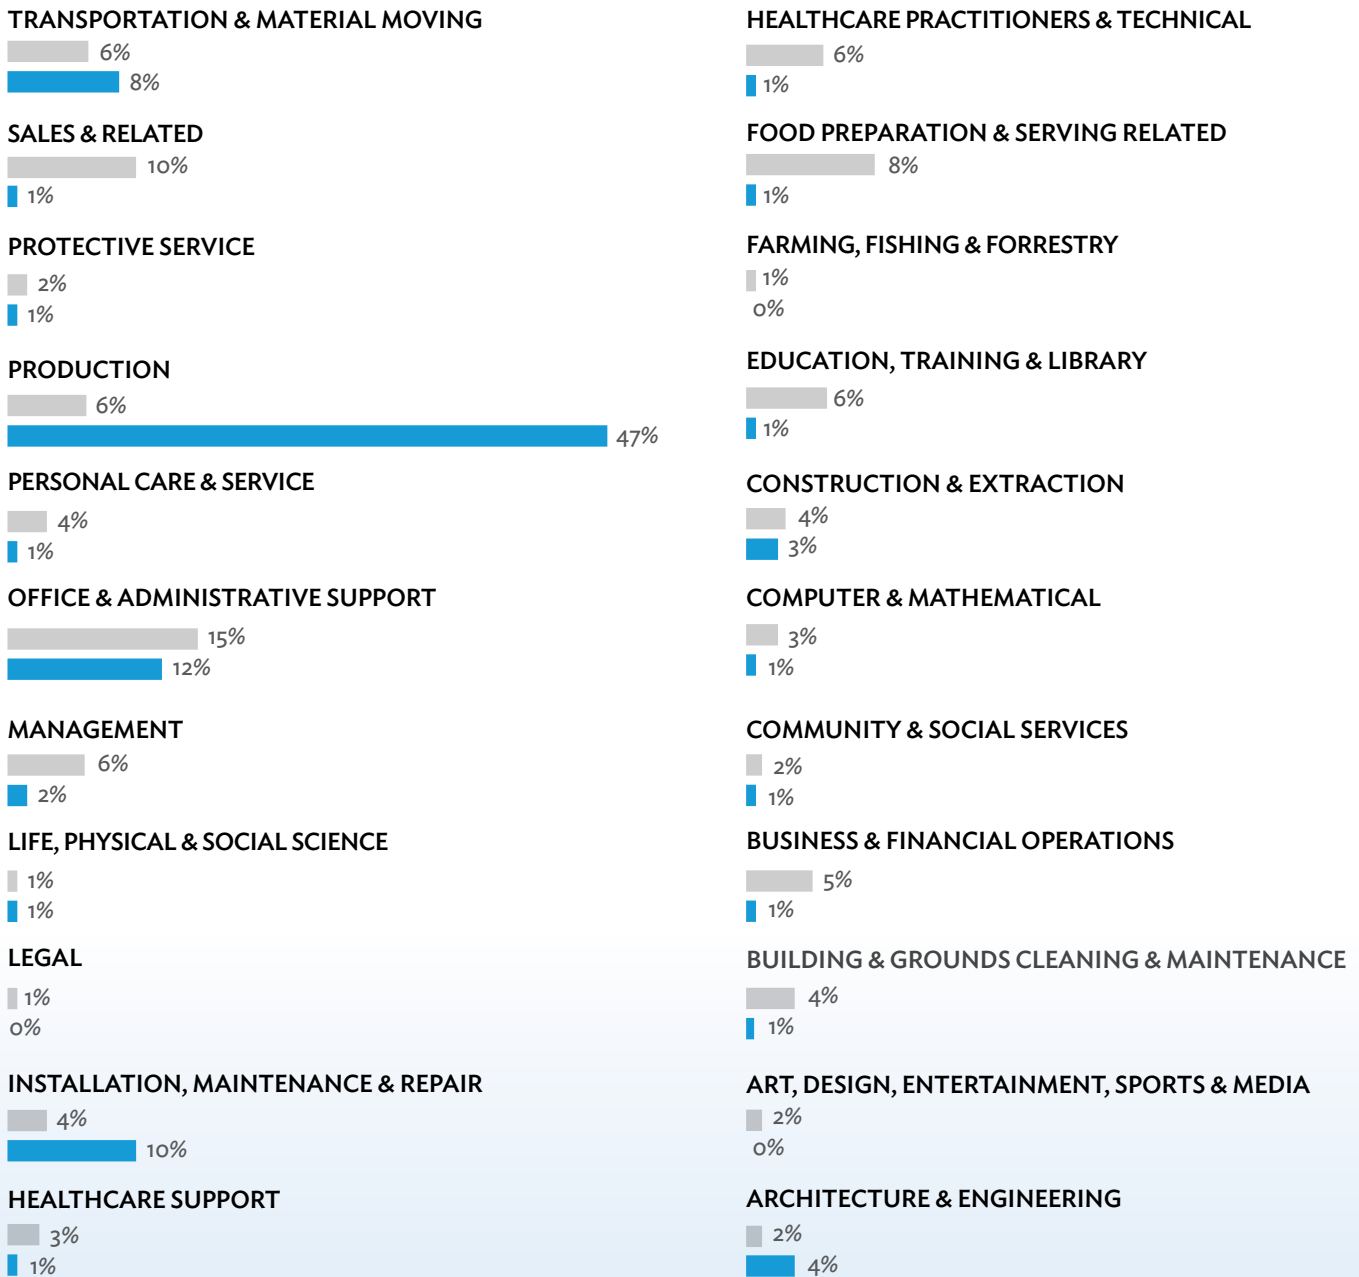 TRANSPORTATION & MATERIAL MOVING
6%
8%
SALES & RELATED
10%
1%
PROTECTIVE SERVICE
2%
1%
PRODUCTION
6%
47%
PERSONAL CARE & SERVICE
4%
1%
OFFICE & ADMINISTRATIVE SUPPORT
15%
12%
MANAGEMENT
6%
2%
LIFE, PHYSICAL & SOCIAL SCIENCE
1%
1%
LEGAL
1%
0%
INSTALLATION, MAINTENANCE & REPAIR
4%
10%
HEALTHCARE SUPPORT
3%
1%
HEALTHCARE PRACTITIONERS & TECHNICAL
6%
1%
FOOD PREPARATION & SERVING RELATED
8%
1%
FARMING, FISHING & FORRESTRY
1%
0%
EDUCATION, TRAINING & LIBRARY
6%
1%
CONSTRUCTION & EXTRACTION
4%
3%
COMPUTER & MATHEMATICAL
3%
1%
COMMUNITY & SOCIAL SERVICES
2%
1%
BUSINESS & FINANCIAL OPERATIONS
5%
1%
BUILDING & GROUNDS CLEANING & MAINTENANCE
4%
1%
ART, DESIGN, ENTERTAINMENT, SPORTS & MEDIA
2%
0%
ARCHITECTURE & ENGINEERING
2%
4%